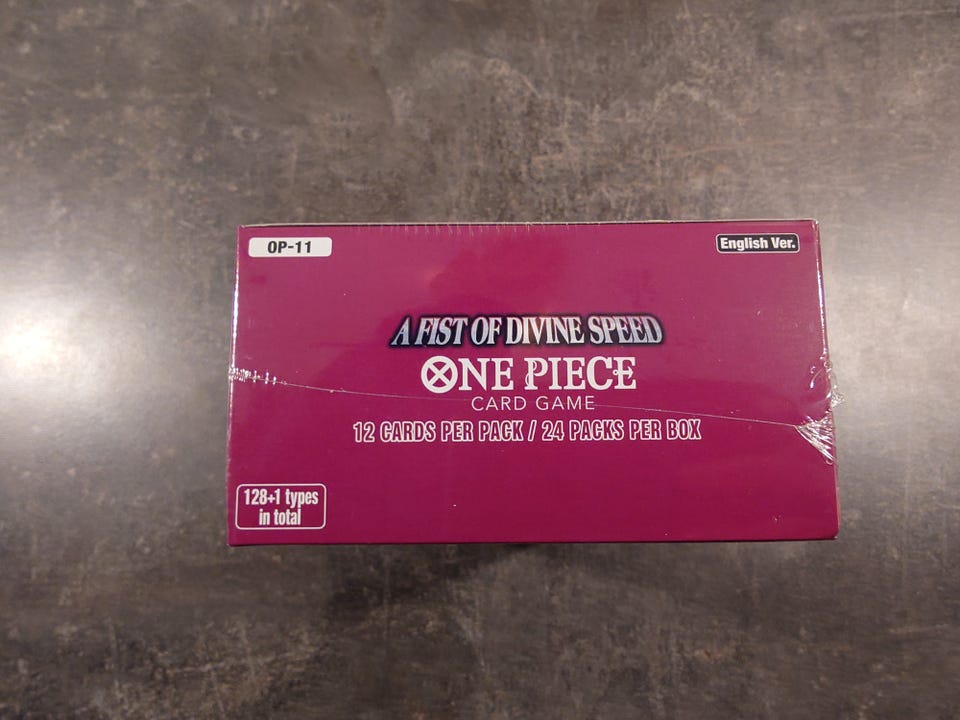 OP-11
English Ver.
A FIST OF DIVINE SPEED
ONE PIECE
CARD GAME
12 CARDS PER PACK / 24 PACKS PER BOX
128+1 types
in total